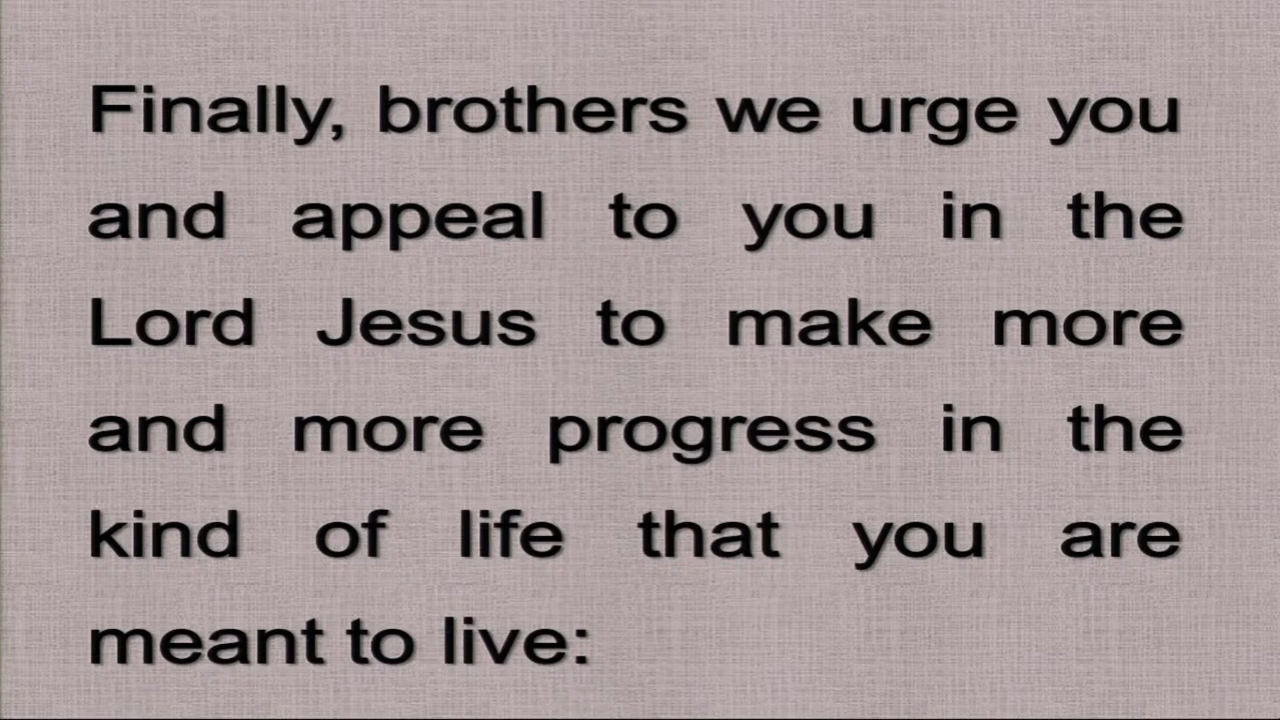 Finally, brothers we urge you
and appeal to you in the
Lord Jesus to make more
and more progress in the
kind of life that you are
meant to live: